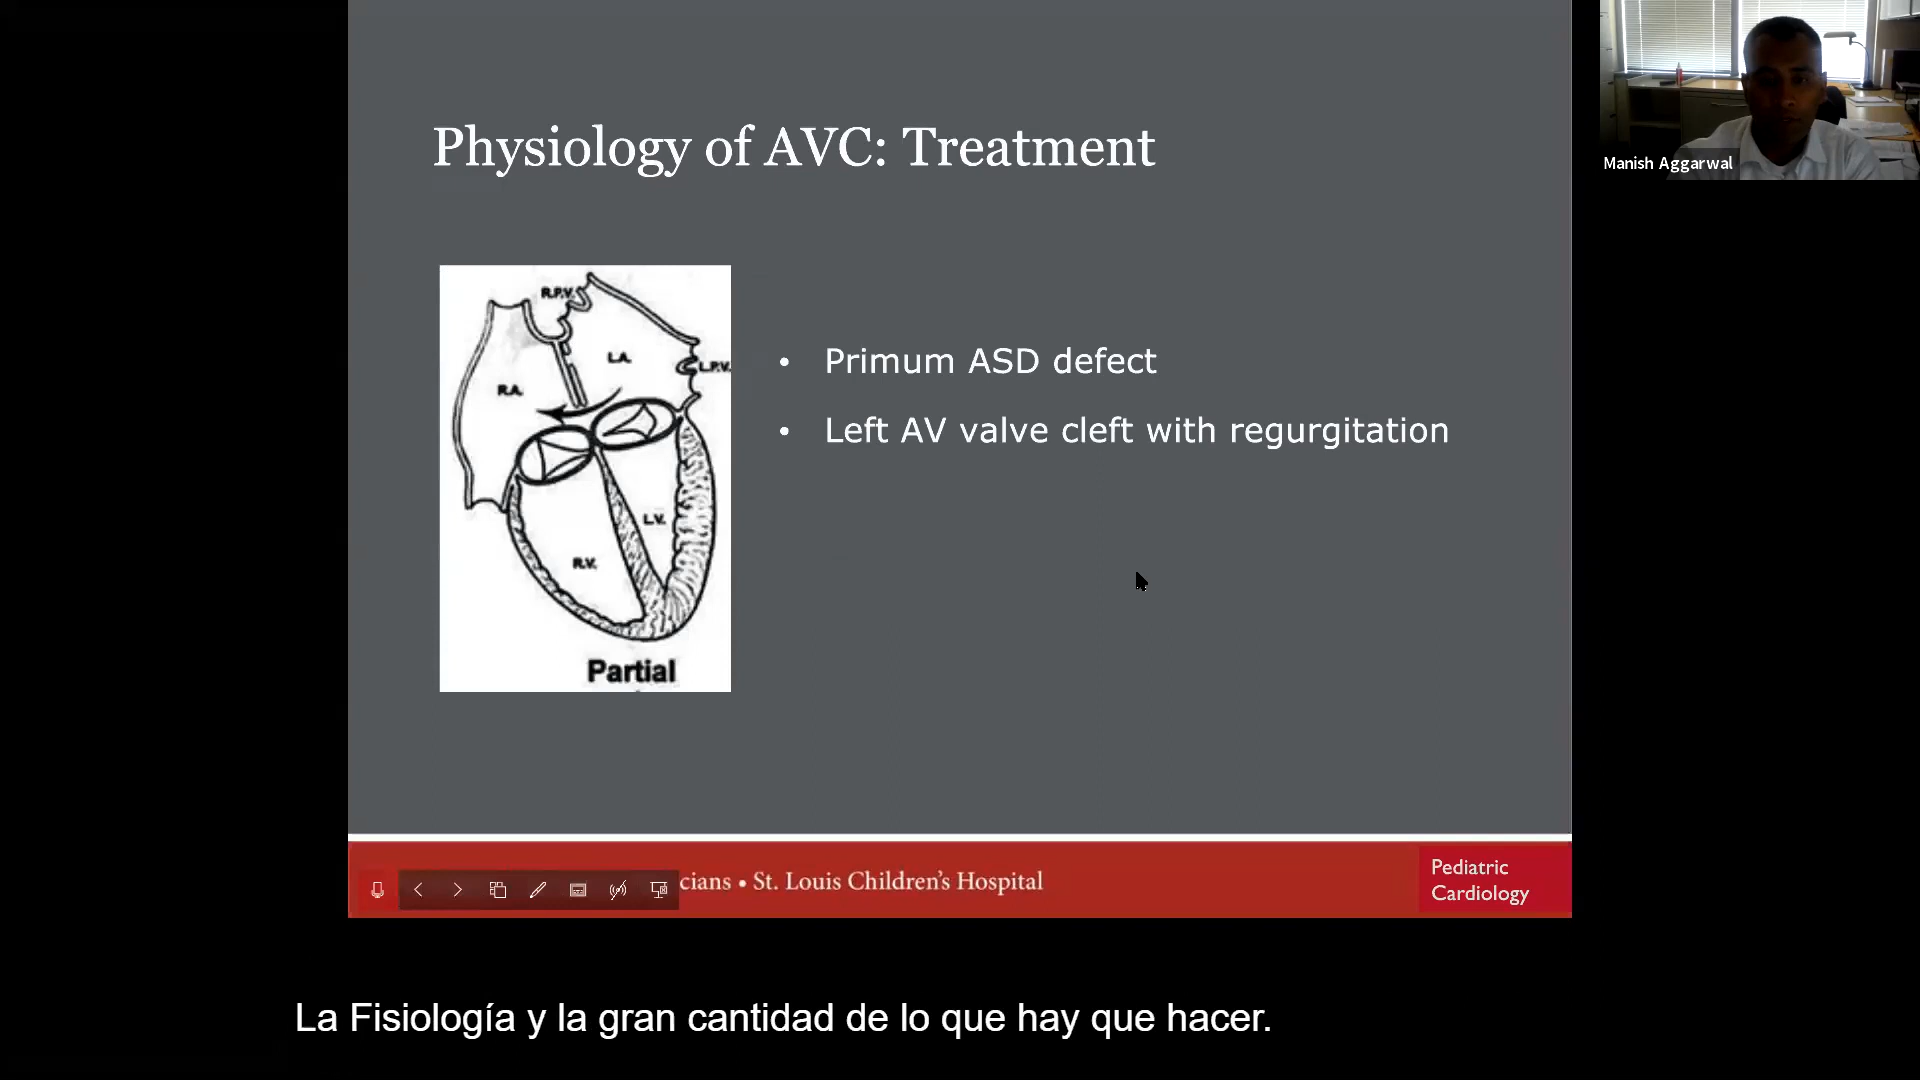 Physiology of AVC: Treatment
Manish Aggarwal
R.P.V.
L.A.
L.P.V.
R.A.
L.V.
R.V.
Partial
• Primum ASD defect
• Left AV valve cleft with regurgitation
cians • St. Louis Children's Hospital
Pediatric
Cardiology
La Fisiología y la gran cantidad de lo que hay que hacer.